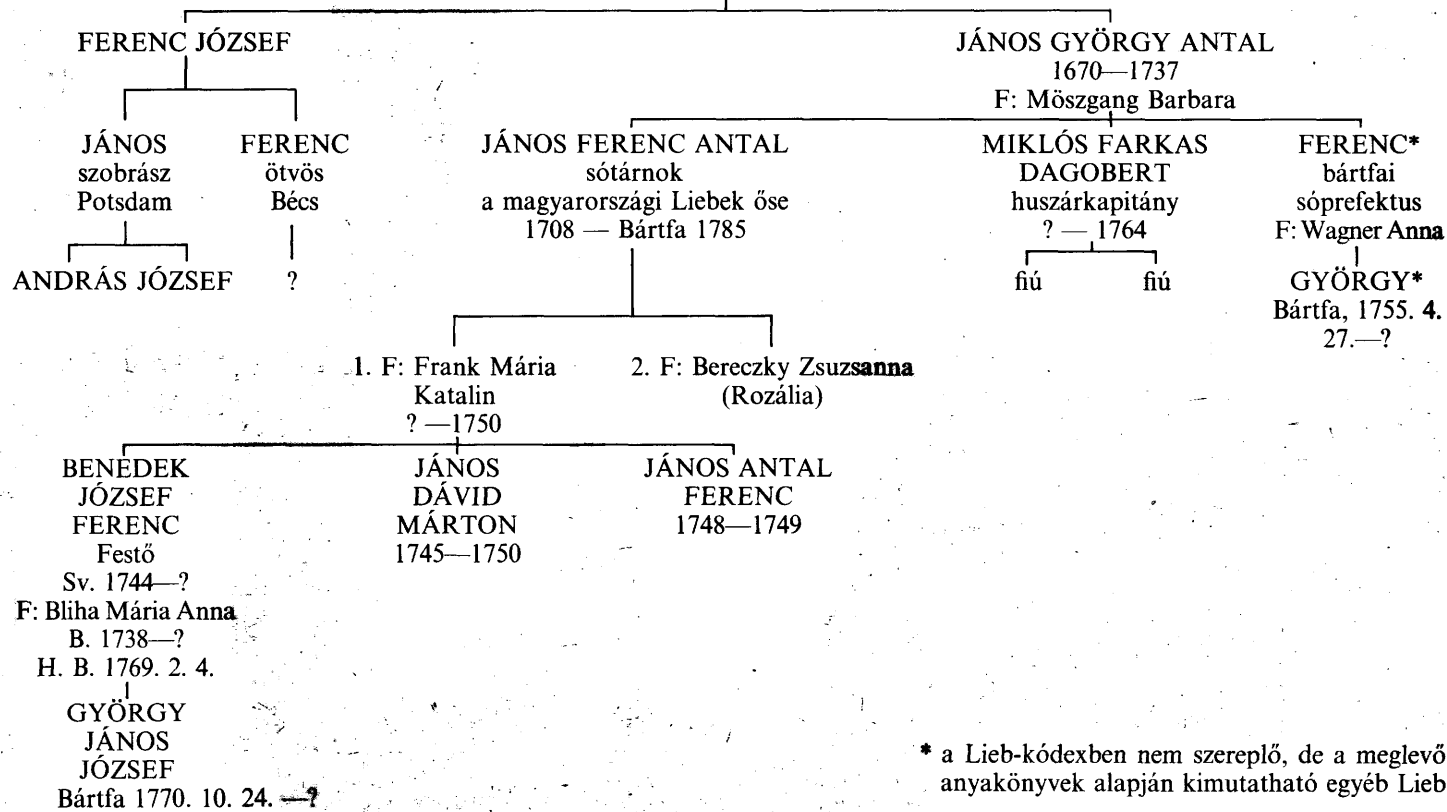 FERENC JÓZSEF
JÁNOS GYÖRGY ANTAL
1670—1737
F: Möszgang Barbara
JÁNOS
szobrász
Potsdam
FERENC
ötvös
Bécs
JÁNOS FERENC ANTAL
sótárnok
a magyarországi Liebek őse
1708 — Bártfa 1785
MIKLÓS FARKAS
DAGOBERT
huszárkapitány
? — 1764
FERENC*
bártfai
sóprefektus
F: Wagner Anna
ANDRÁS JÓZSEF
?
fiú
fiú
GYÖRGY*
Bártfa, 1755. 4.
27.—?
1. F: Frank Mária
Katalin
? —1750
2. F: Bereczky Zsuzsanna
(Rozália)
BENEDEK
JÓZSEF
FERENC
Festő
Sv. 1744—?
F: Bliha Mária Anna
B. 1738—?
H. B. 1769. 2. 4.
JÁNOS
DÁVID
MÁRTON
1745—1750
JÁNOS ANTAL
FERENC
1748—1749
GYÖRGY
JÁNOS
JÓZSEF
Bártfa 1770. 10. 24. —?
* a Lieb-kódexben nem szereplő, de a meglevő
anyakönyvek alapján kimutatható egyéb Lieb